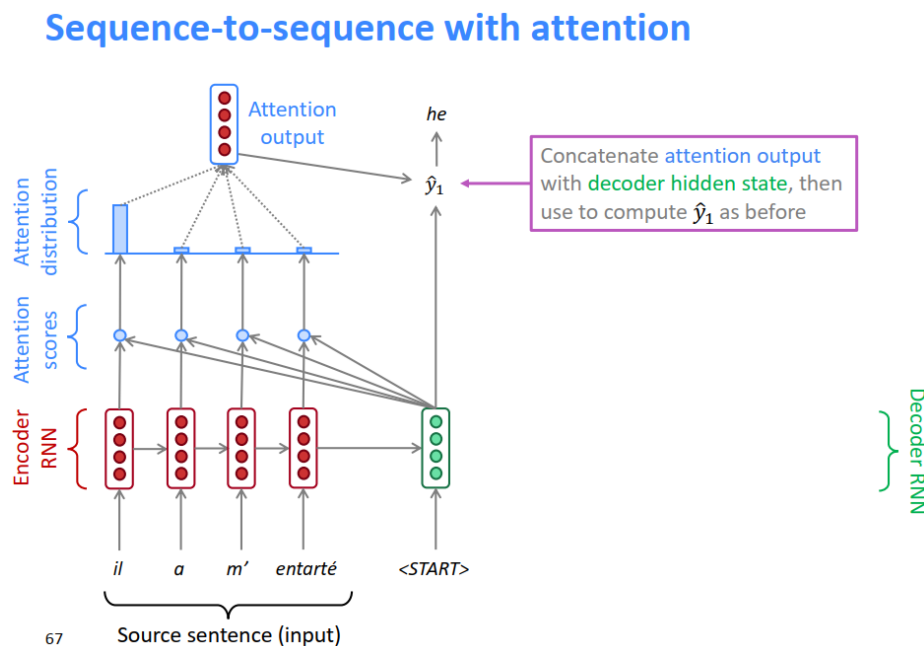 Sequence-to-sequence with attention
Attention
output
he
ŷ₁
Concatenate attention output
with decoder hidden state, then
use to compute ŷ₁ as before
Attention
distribution
Attention
scores
Encoder
RNN
Decoder RNN
il a m' entarté <START>
Source sentence (input)
67